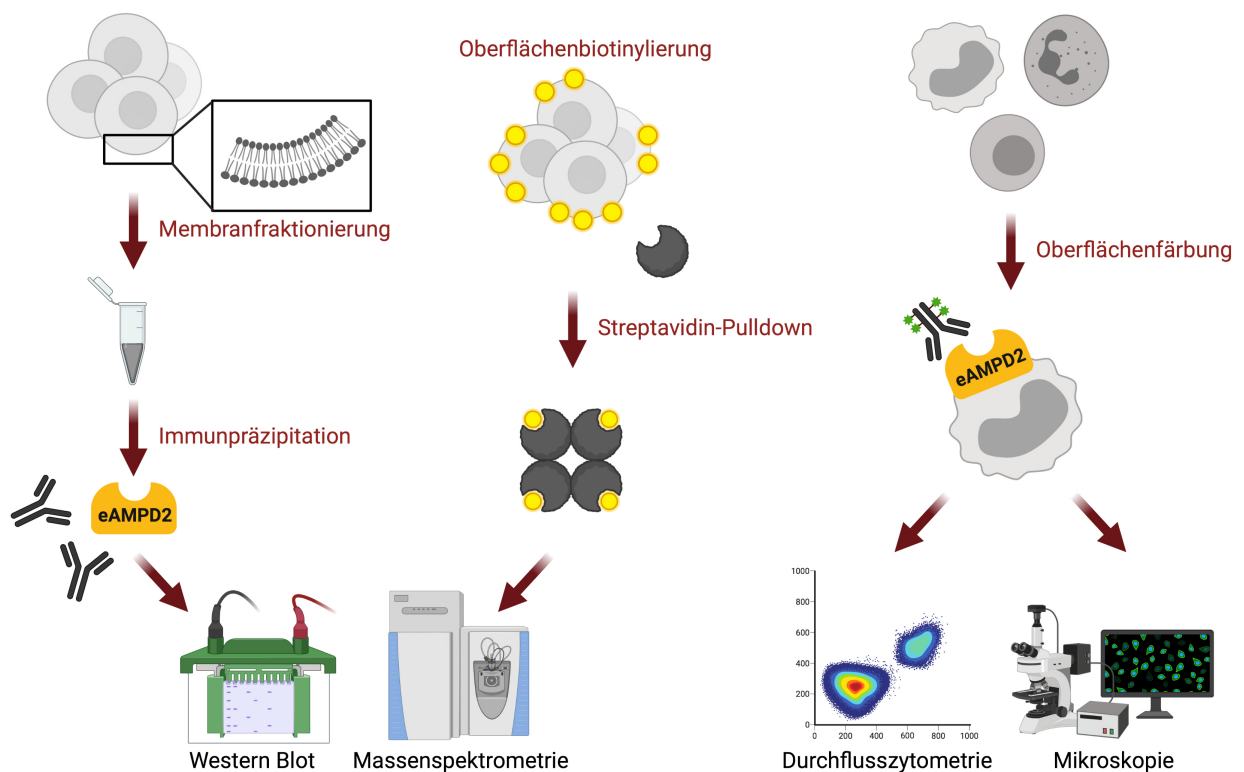 Oberflächenbiotinylierung
Membranfraktionierung
Oberflächenfärbung
Streptavidin-Pulldown
eAMPD2
Immunpräzipitation
eAMPD2
1000
800
600
400
200
0
0
200
400
600
800
1000
Western Blot
Massenspektrometrie
Durchflusszytometrie
Mikroskopie